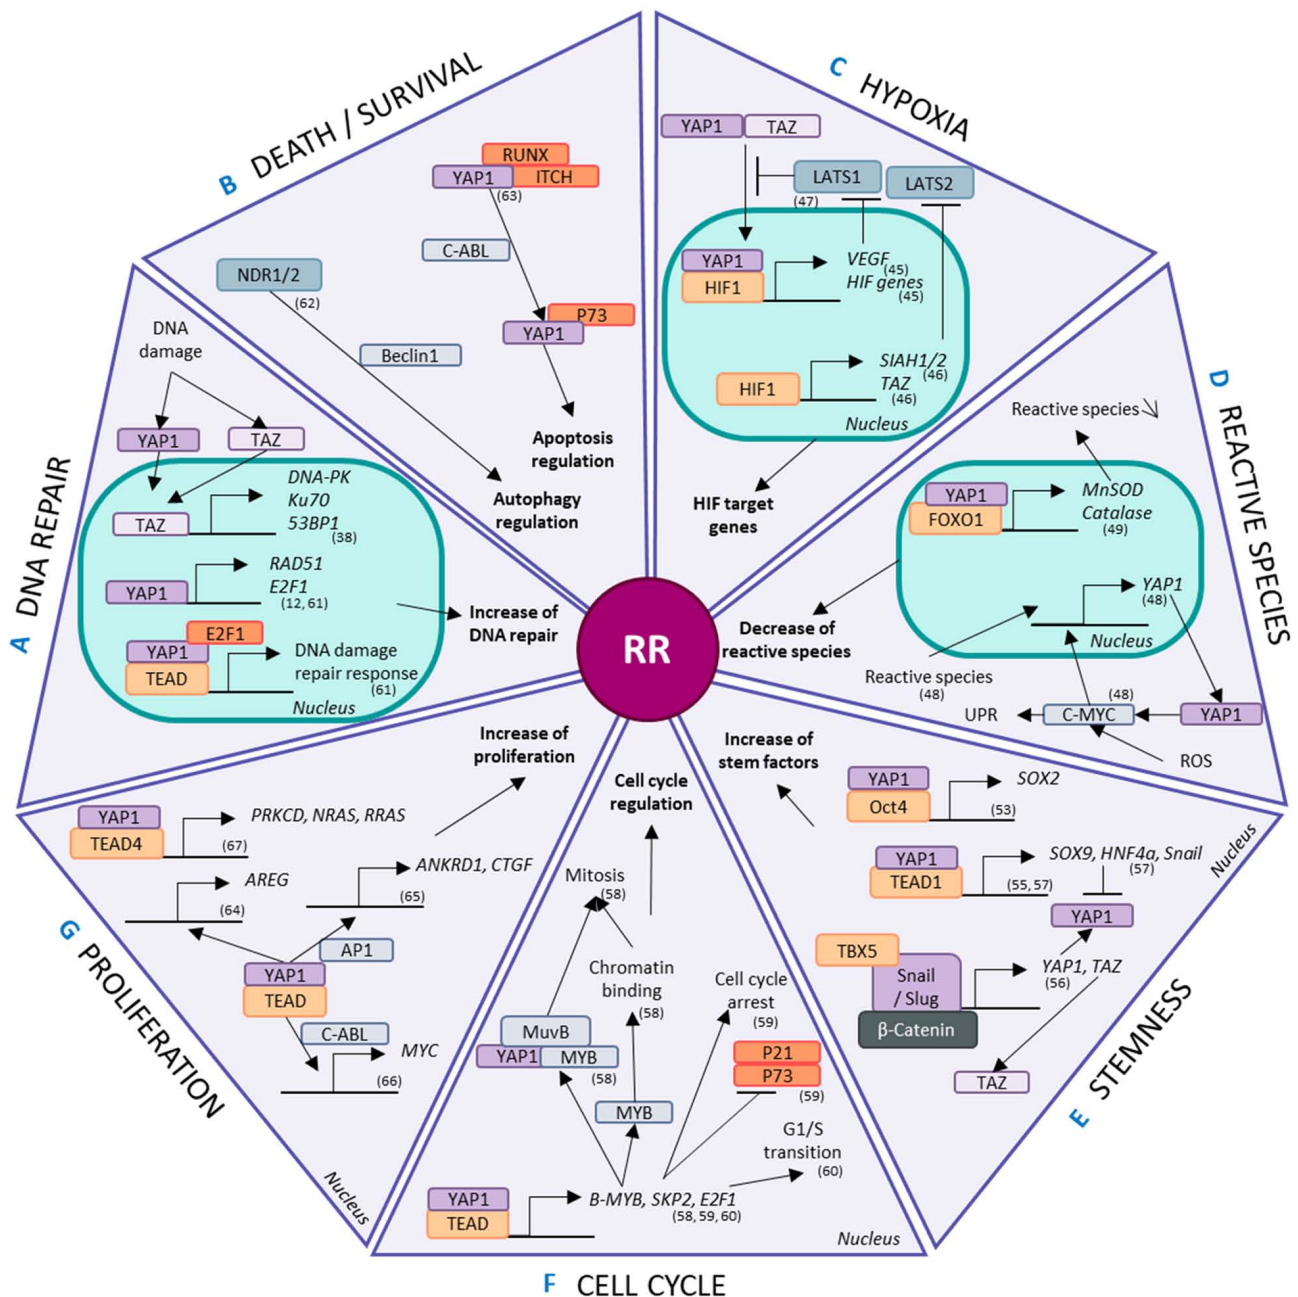 A DNA REPAIR
DNA
damage
YAP1
TAZ
TAZ
DNA-PK
Ku70
53BP1
(38)
YAP1
RAD51
E2F1
(12, 61)
E2F1
YAP1
TEAD
DNA damage
repair response
(61)
Nucleus
Increase of
DNA repair
B DEATH / SURVIVAL
RUNX
YAP1
ITCH
(63)
C-ABL
P73
YAP1
Apoptosis
regulation
NDR1/2
(62)
Beclin1
Autophagy
regulation
C HYPOXIA
YAP1
TAZ
LATS1
LATS2
(47)
YAP1
HIF1
VEGF
(45)
HIF genes
(45)
HIF1
SIAH1/2
(46)
TAZ
(46)
Nucleus
HIF target
genes
D REACTIVE SPECIES
Reactive species
YAP1
FOXO1
MnSOD
Catalase
(49)
YAP1
(48)
Nucleus
Decrease of
reactive species
Reactive species
(48)
(48)
UPR
C-MYC
YAP1
ROS
RR
E STEMNESS
Increase of
stem factors
YAP1
Oct4
SOX2
(53)
Nucleus
YAP1
TEAD1
SOX9, HNF4a, Snail
(57)
(55, 57)
YAP1
TBX5
Snail
/ Slug
β-Catenin
YAP1, TAZ
(56)
TAZ
F CELL CYCLE
Cell cycle
regulation
Mitosis
(58)
Chromatin
binding
(58)
Cell cycle
arrest
(59)
MuvB
YAP1
MYB
(58)
P21
P73
(59)
MYB
G1/S
transition
(60)
YAP1
TEAD
B-MYB, SKP2, E2F1
(58, 59, 60)
Nucleus
G PROLIFERATION
Increase of
proliferation
YAP1
TEAD4
PRKCD, NRAS, RRAS
(67)
ANKRD1, CTGF
(65)
AREG
(64)
AP1
YAP1
TEAD
C-ABL
MYC
(66)
Nucleus